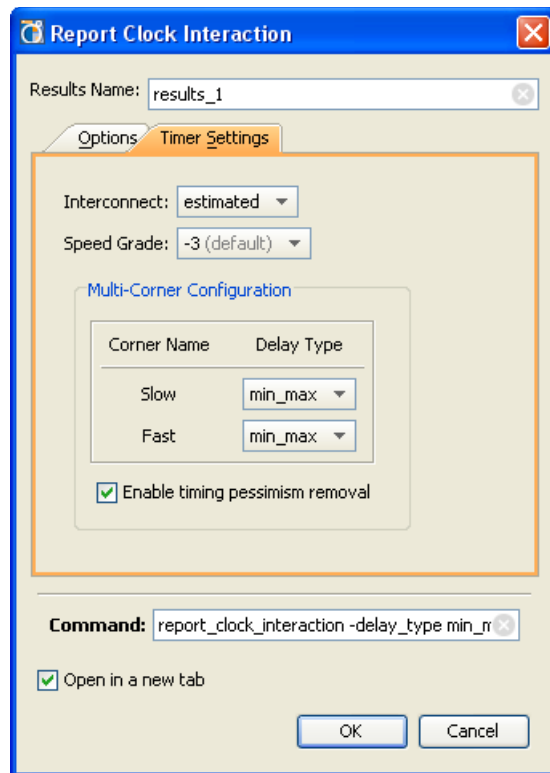 Report Clock Interaction
Results Name: results_1
Options Timer Settings
Interconnect: estimated
Speed Grade: -3 (default)
Multi-Corner Configuration
Corner Name Delay Type
Slow min_max
Fast min_max
Enable timing pessimism removal
Command: report_clock_interaction -delay_type min_m
Open in a new tab
OK Cancel